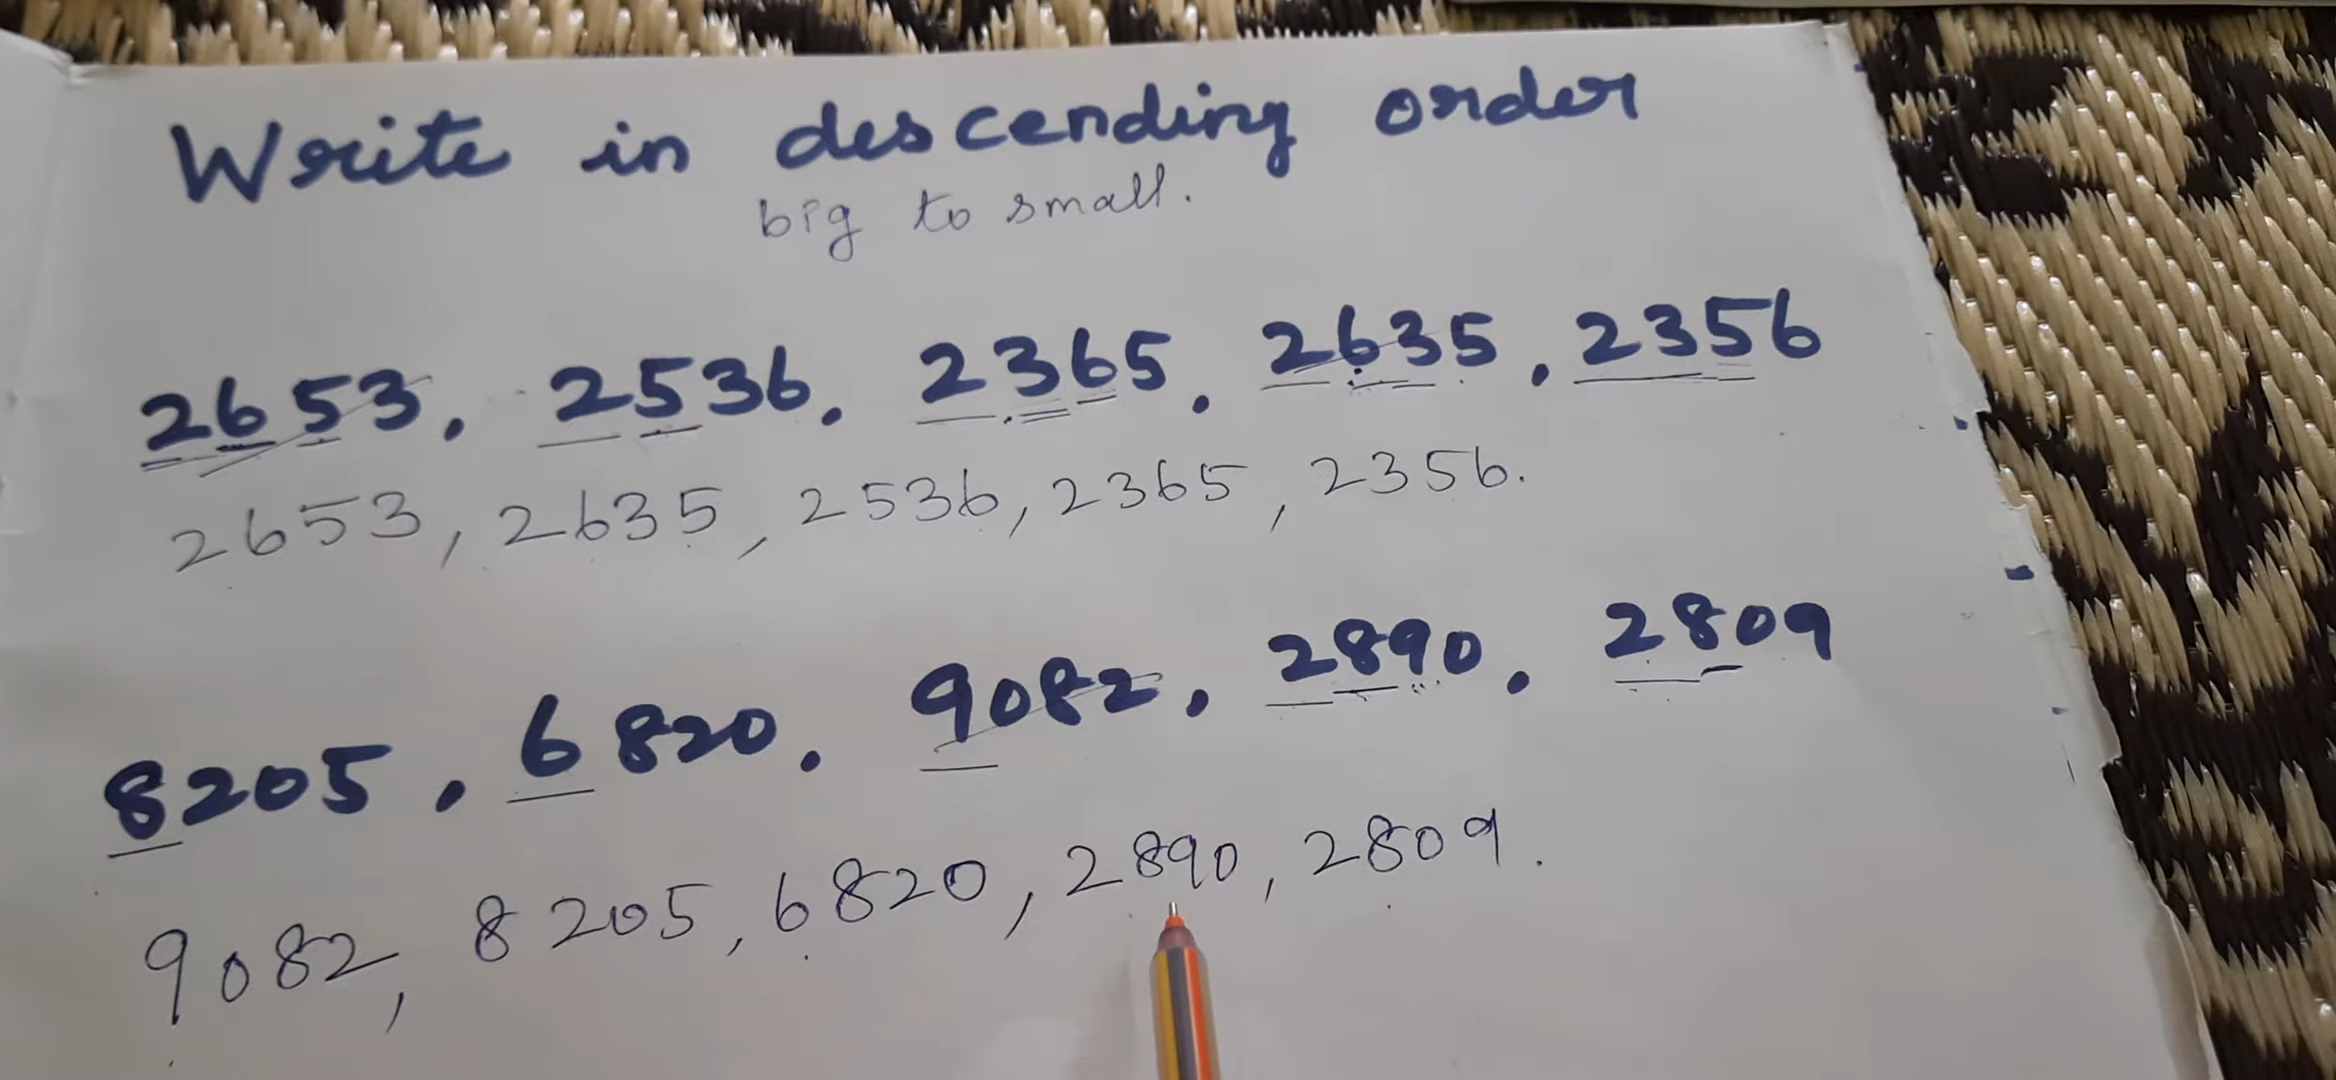 Write in descending order
big to small.
2653, 2536, 2365, 2635, 2356
2653, 2635, 2536, 2365, 2356.
8205, 6820, 9082, 2890, 2809
9082, 8205, 6820, 2890, 2809.